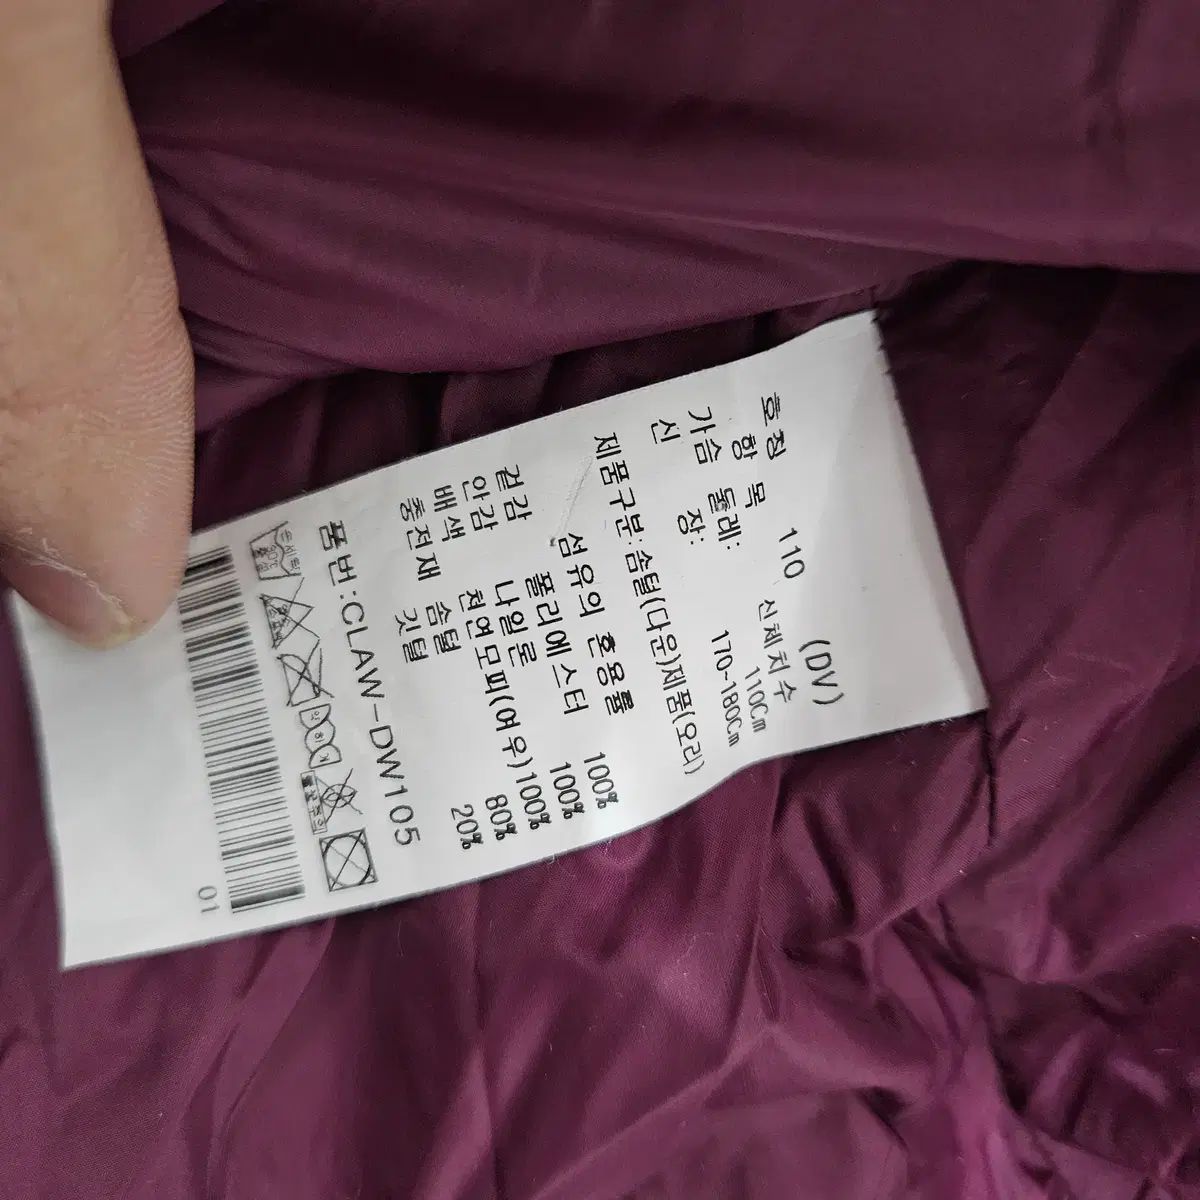 (DV)
호칭 110
항 목 신체치수
가슴 둘레: 110Cm
신 장: 170~180Cm
제품구분:솜털(다운)제품(오리)
섬유의 혼용률
겉감 폴리에스터 100%
안감 나일론 100%
배색 천연모피(여우)100%
충전재 솜털 80%
깃털 20%
품번:CLAW-DW105
01